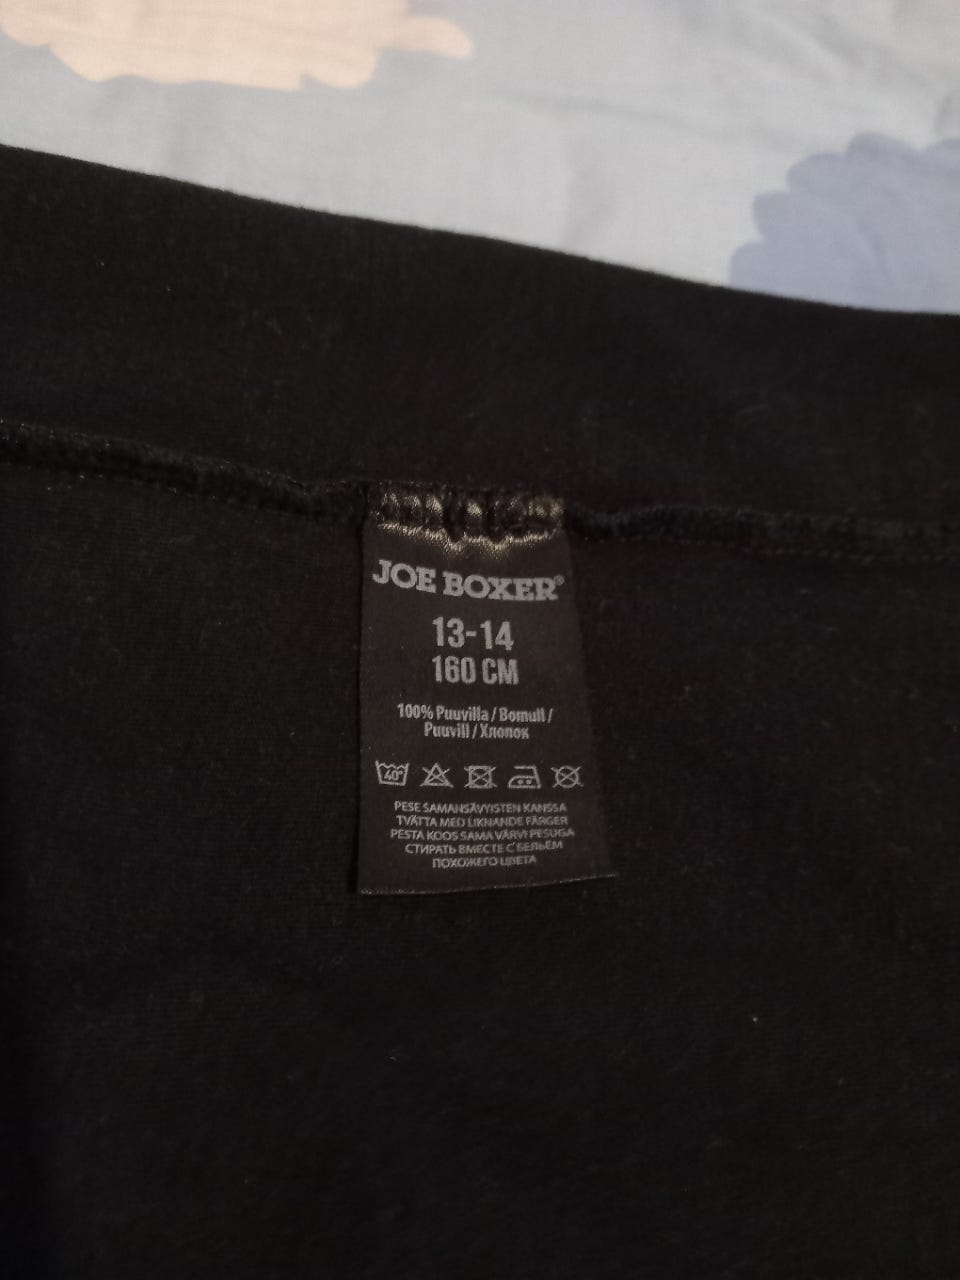 JOE BOXER®
13-14
160 CM
100% Puuvilla / Bomull /
Puuvill / Хлопок
40°
PESE SAMANSÄVYISTEN KANSSA
TVÄTTA MED LIKNANDE FÄRGER
PESTA KOOS SAMA VÄRVI PESUGA
СТИРАТЬ ВМЕСТЕ С БЕЛЬЕМ
ПОХОЖЕГО ЦВЕТА